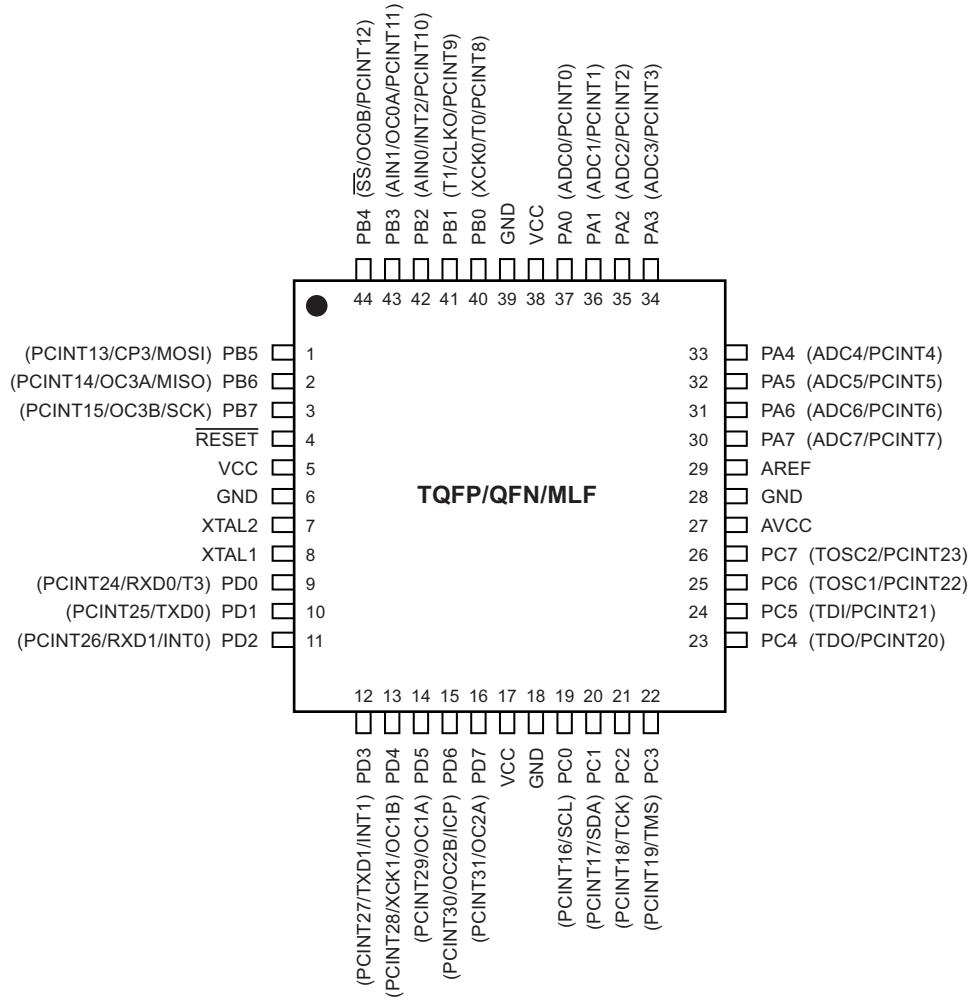 PB4 (SS/OC0B/PCINT12)
PB3 (AIN1/OC0A/PCINT11)
PB2 (AIN0/INT2/PCINT10)
PB1 (T1/CLKO/PCINT9)
PB0 (XCK0/T0/PCINT8)
GND
VCC
PA0 (ADC0/PCINT0)
PA1 (ADC1/PCINT1)
PA2 (ADC2/PCINT2)
PA3 (ADC3/PCINT3)
44 43 42 41 40 39 38 37 36 35 34
(PCINT13/CP3/MOSI) PB5 1
(PCINT14/OC3A/MISO) PB6 2
(PCINT15/OC3B/SCK) PB7 3
RESET 4
VCC 5
GND 6
XTAL2 7
XTAL1 8
(PCINT24/RXD0/T3) PD0 9
(PCINT25/TXD0) PD1 10
(PCINT26/RXD1/INT0) PD2 11
TQFP/QFN/MLF
33 PA4 (ADC4/PCINT4)
32 PA5 (ADC5/PCINT5)
31 PA6 (ADC6/PCINT6)
30 PA7 (ADC7/PCINT7)
29 AREF
28 GND
27 AVCC
26 PC7 (TOSC2/PCINT23)
25 PC6 (TOSC1/PCINT22)
24 PC5 (TDI/PCINT21)
23 PC4 (TDO/PCINT20)
12 13 14 15 16 17 18 19 20 21 22
(PCINT27/TXD1/INT1) PD3
(PCINT28/XCK1/OC1B) PD4
(PCINT29/OC1A) PD5
(PCINT30/OC2B/ICP) PD6
(PCINT31/OC2A) PD7
VCC
GND
(PCINT16/SCL) PC0
(PCINT17/SDA) PC1
(PCINT18/TCK) PC2
(PCINT19/TMS) PC3